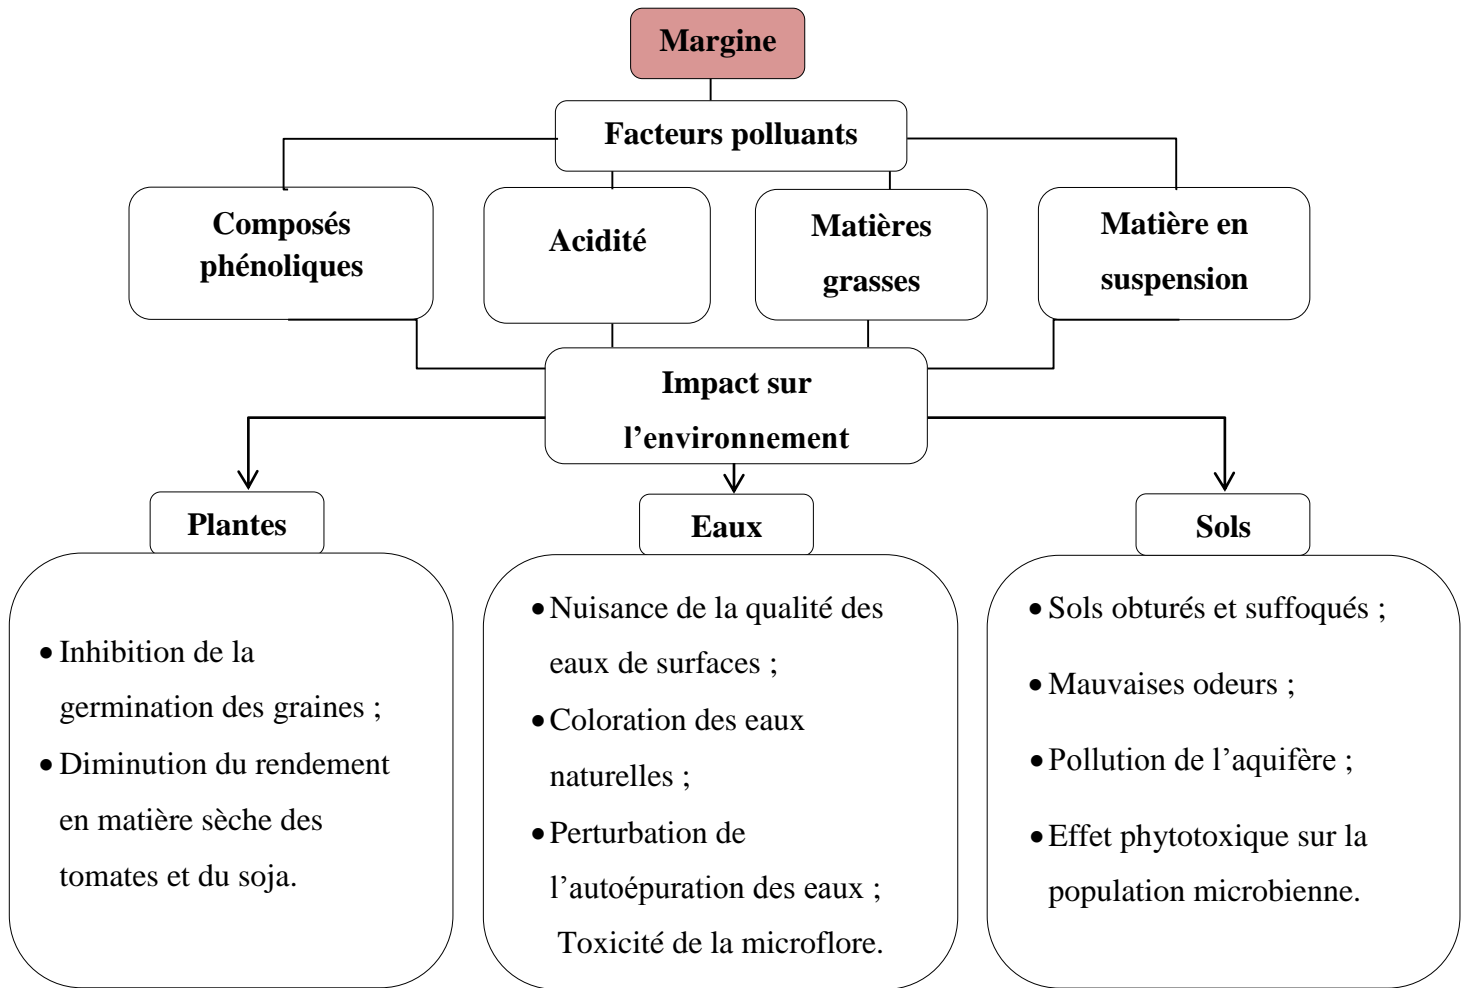 Margine
Facteurs polluants
Composés
phénoliques
Acidité
Matières
grasses
Matière en
suspension
Impact sur
l’environnement
Plantes
• Inhibition de la
germination des graines ;
• Diminution du rendement
en matière sèche des
tomates et du soja.
Eaux
• Nuisance de la qualité des
eaux de surfaces ;
• Coloration des eaux
naturelles ;
• Perturbation de
l’autoépuration des eaux ;
Toxicité de la microflore.
Sols
• Sols obturés et suffoqués ;
• Mauvaises odeurs ;
• Pollution de l’aquifère ;
• Effet phytotoxique sur la
population microbienne.